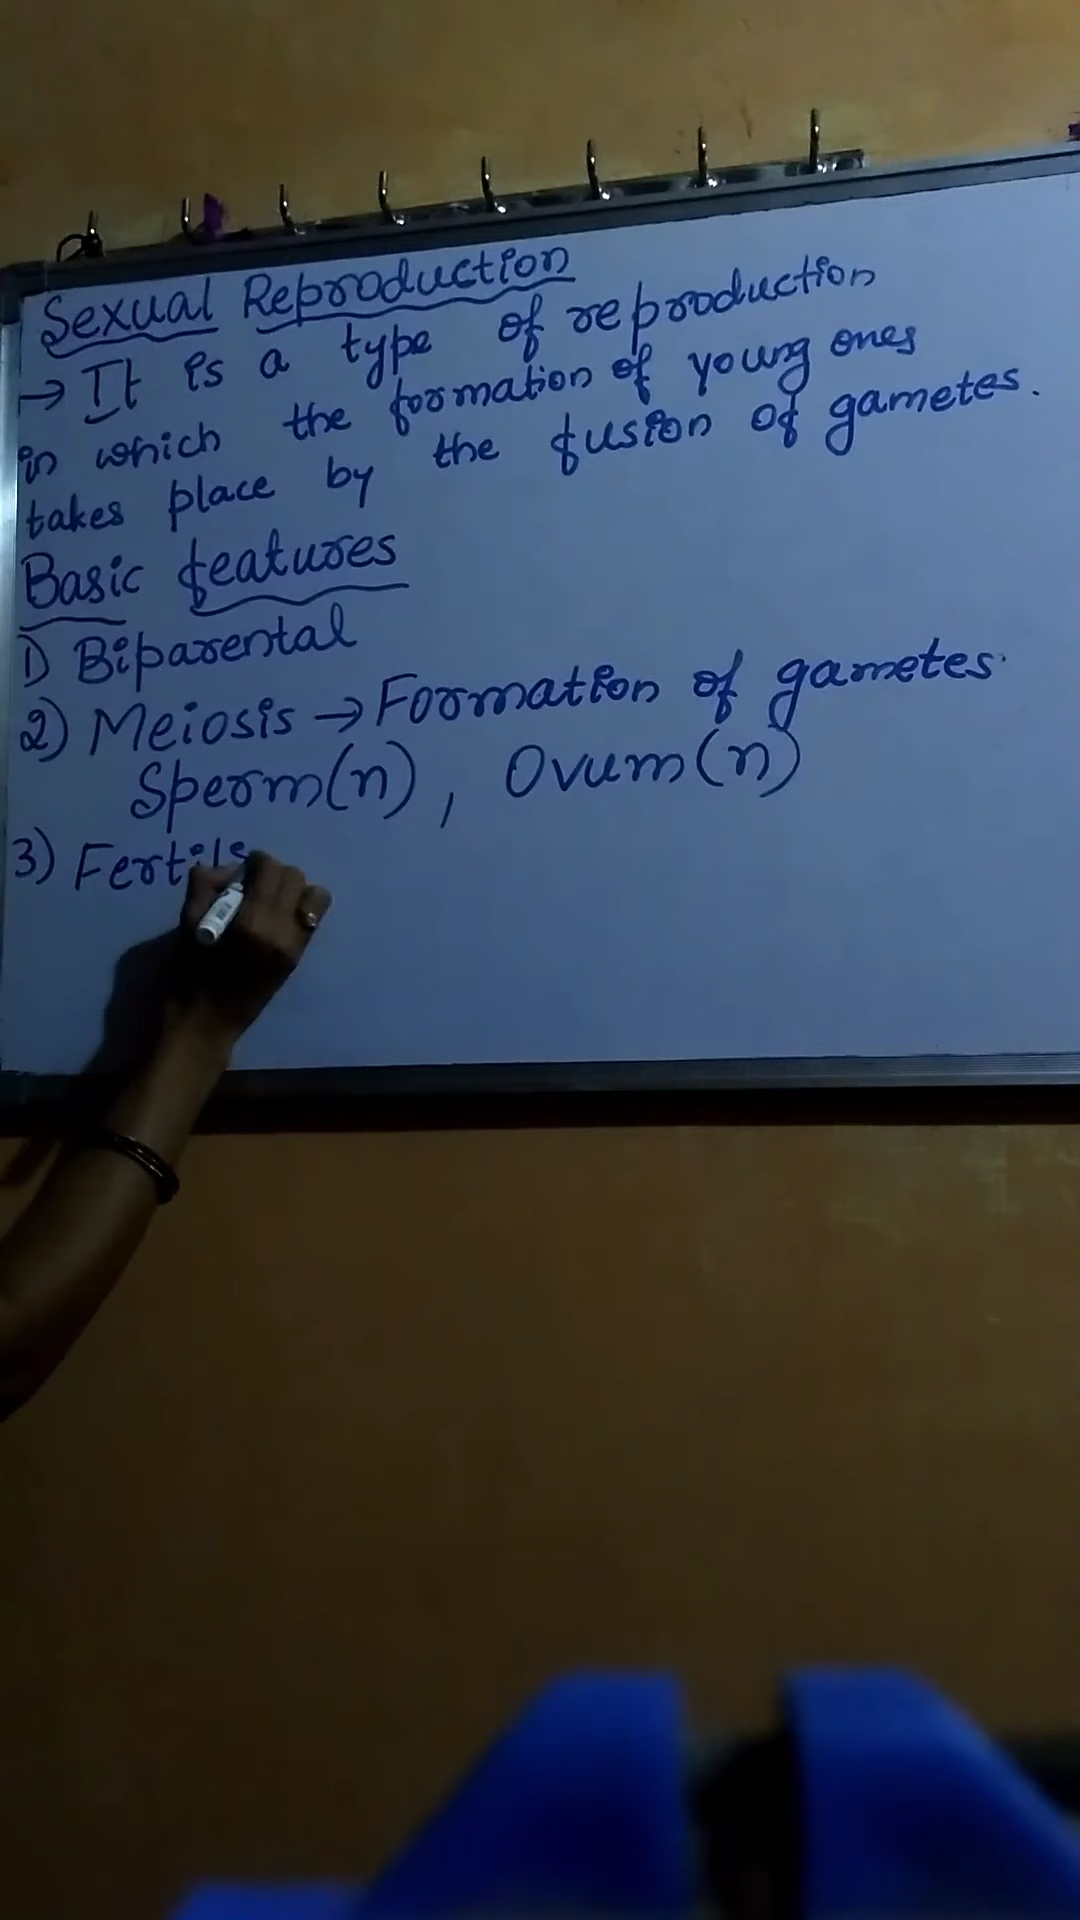 Sexual Reproduction
→ It is a type of reproduction
in which the formation of young ones
takes place by the fusion of gametes.
Basic features
1) Biparental
2) Meiosis → Formation of gametes.
Sperm(n), Ovum(n)
3) Fertili